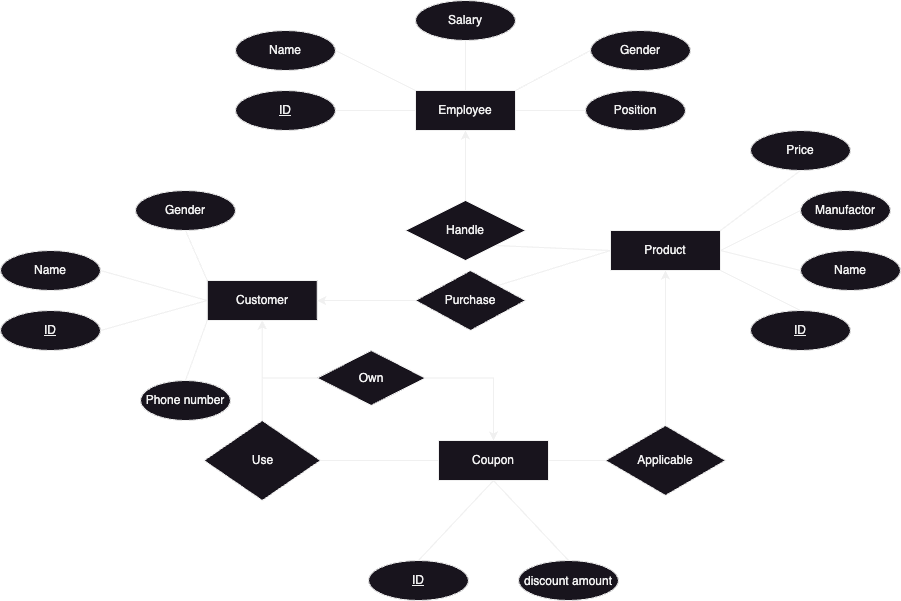 Salary
Name
Gender
ID
Employee
Position
Price
Gender
Manufactor
Handle
Product
Name
Name
Customer
Purchase
ID
ID
Own
Phone number
Use
Coupon
Applicable
ID
discount amount